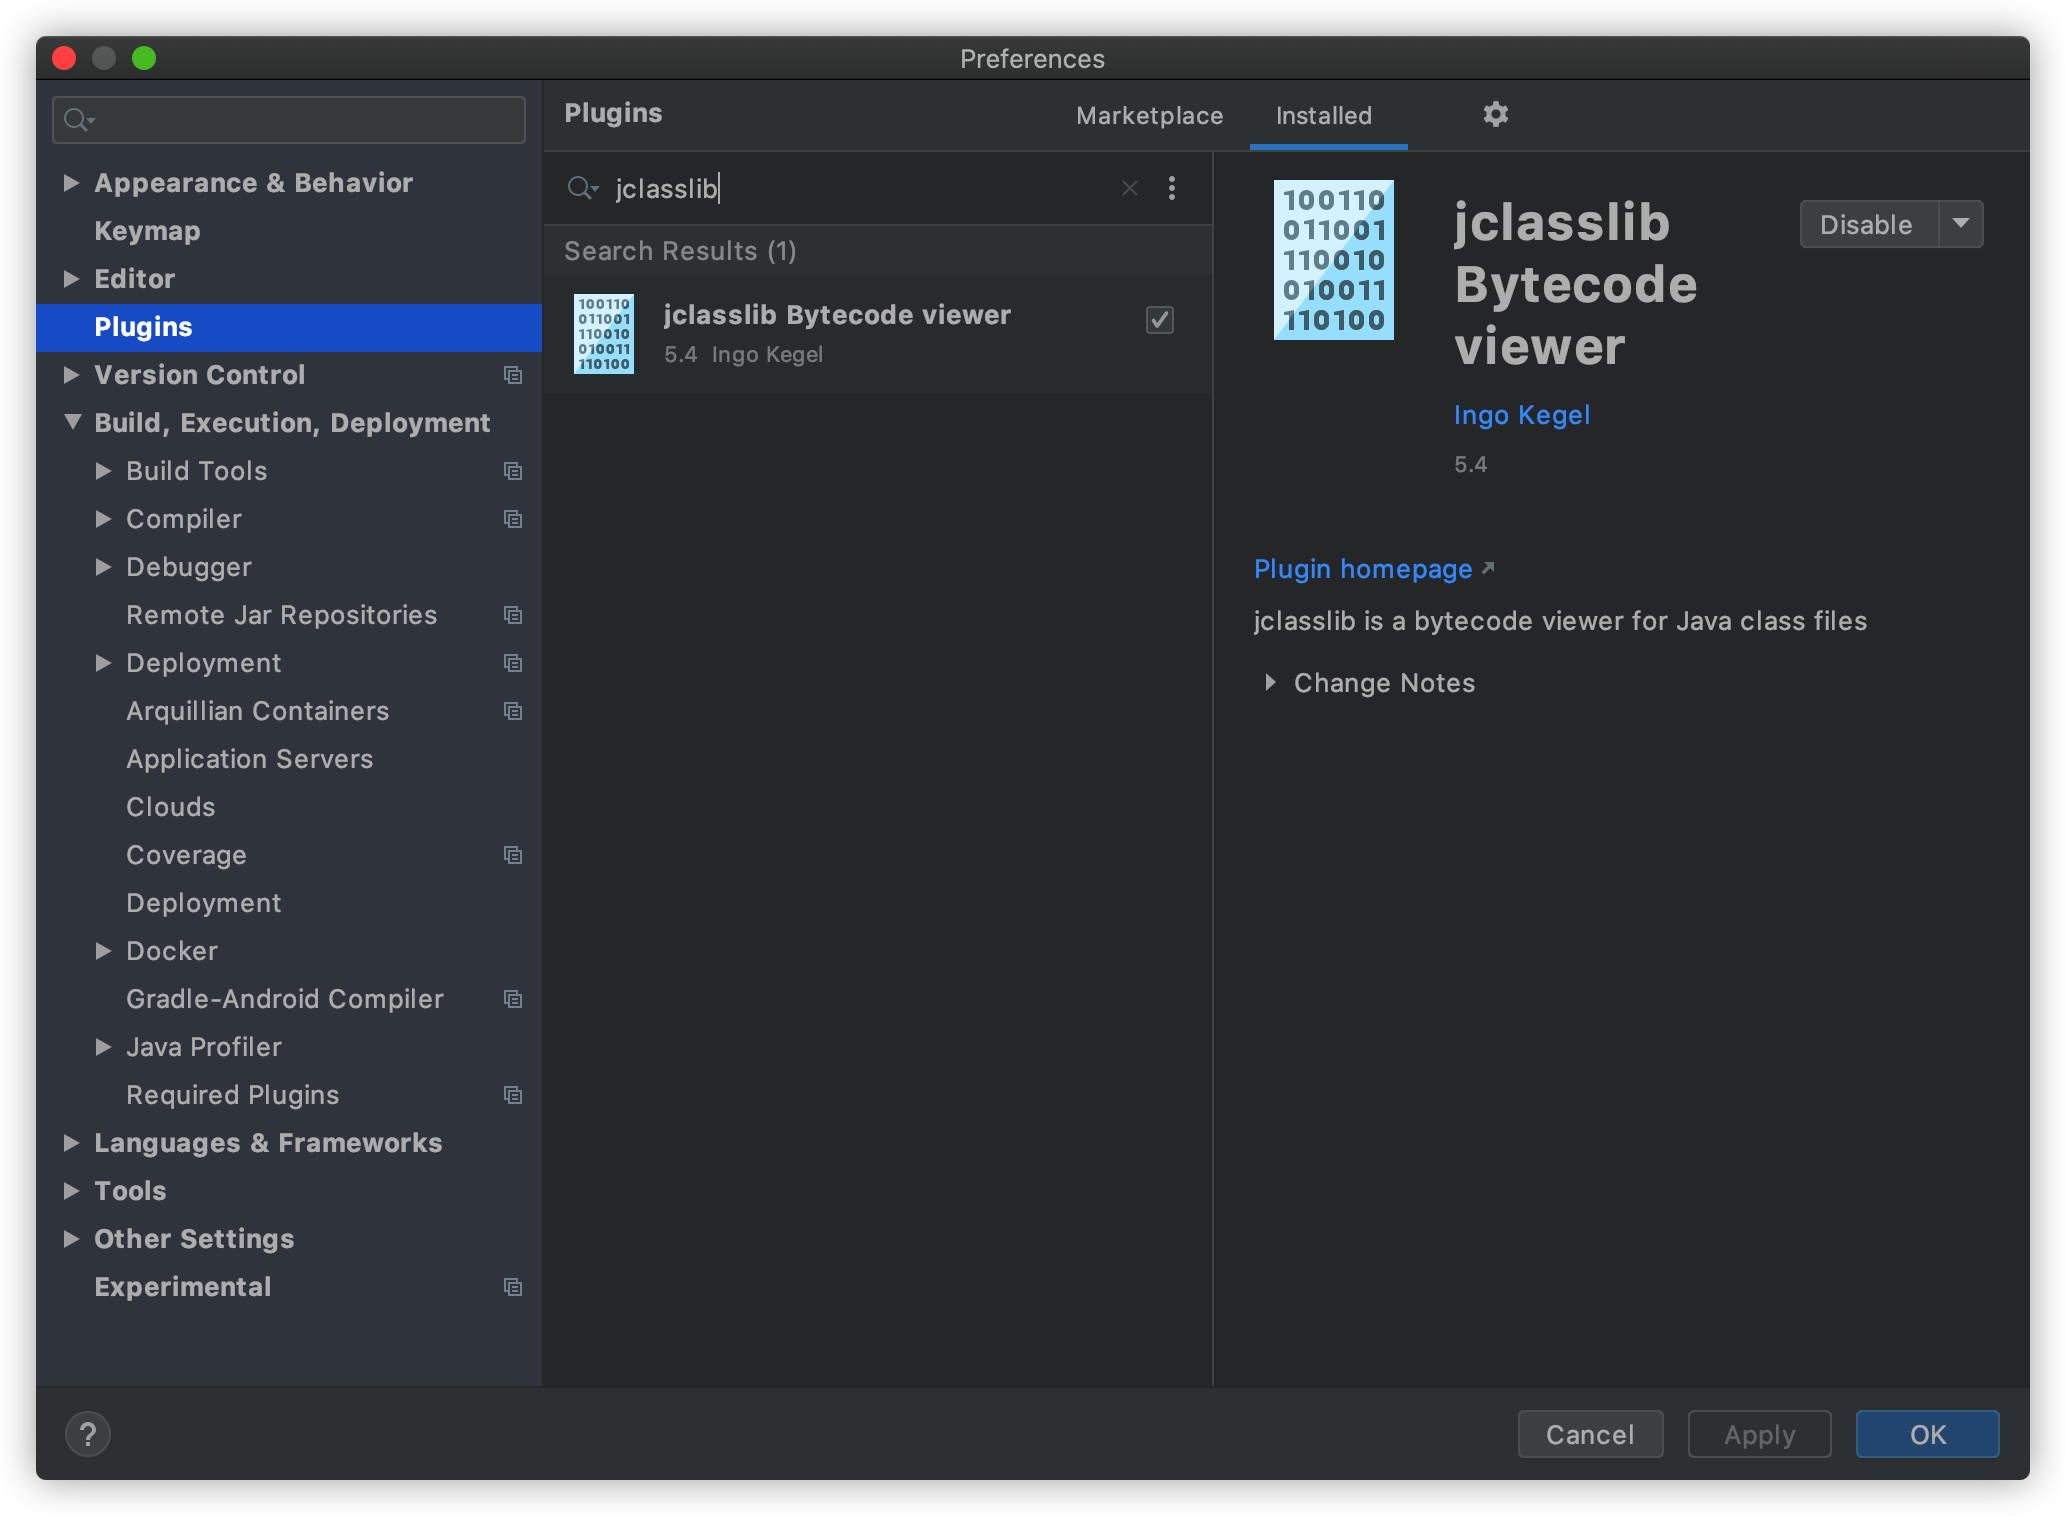 Preferences
Appearance & Behavior
Keymap
Editor
Plugins
Version Control
Build, Execution, Deployment
Build Tools
Compiler
Debugger
Remote Jar Repositories
Deployment
Arquillian Containers
Application Servers
Clouds
Coverage
Deployment
Docker
Gradle-Android Compiler
Java Profiler
Required Plugins
Languages & Frameworks
Tools
Other Settings
Experimental
Plugins
Marketplace
Installed
jclasslib
Search Results (1)
100110
011001
110010
010011
110100
jclasslib Bytecode viewer
5.4 Ingo Kegel
100110
011001
110010
010011
110100
jclasslib
Bytecode
viewer
Disable
Ingo Kegel
5.4
Plugin homepage
jclasslib is a bytecode viewer for Java class files
Change Notes
?
Cancel
Apply
OK